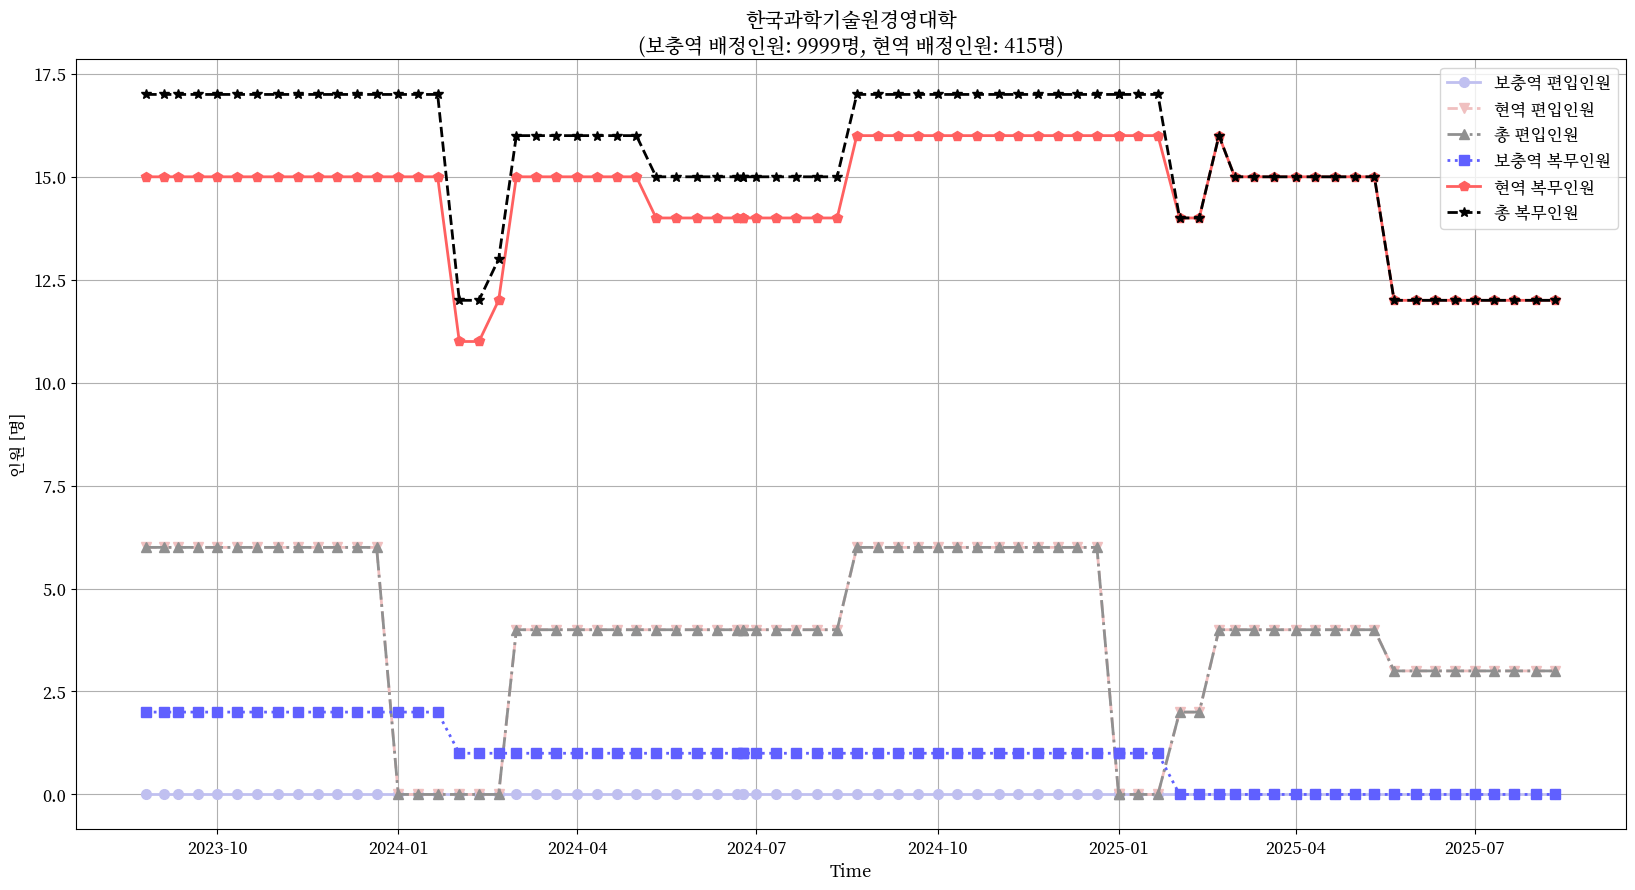 한국과학기술원경영대학
(보충역 배정인원: 9999명, 현역 배정인원: 415명)
17.5
15.0
12.5
10.0
7.5
5.0
2.5
0.0
인원 [명]
보충역 편입인원
현역 편입인원
총 편입인원
보충역 복무인원
현역 복무인원
총 복무인원
2023-10
2024-01
2024-04
2024-07
2024-10
2025-01
2025-04
2025-07
Time